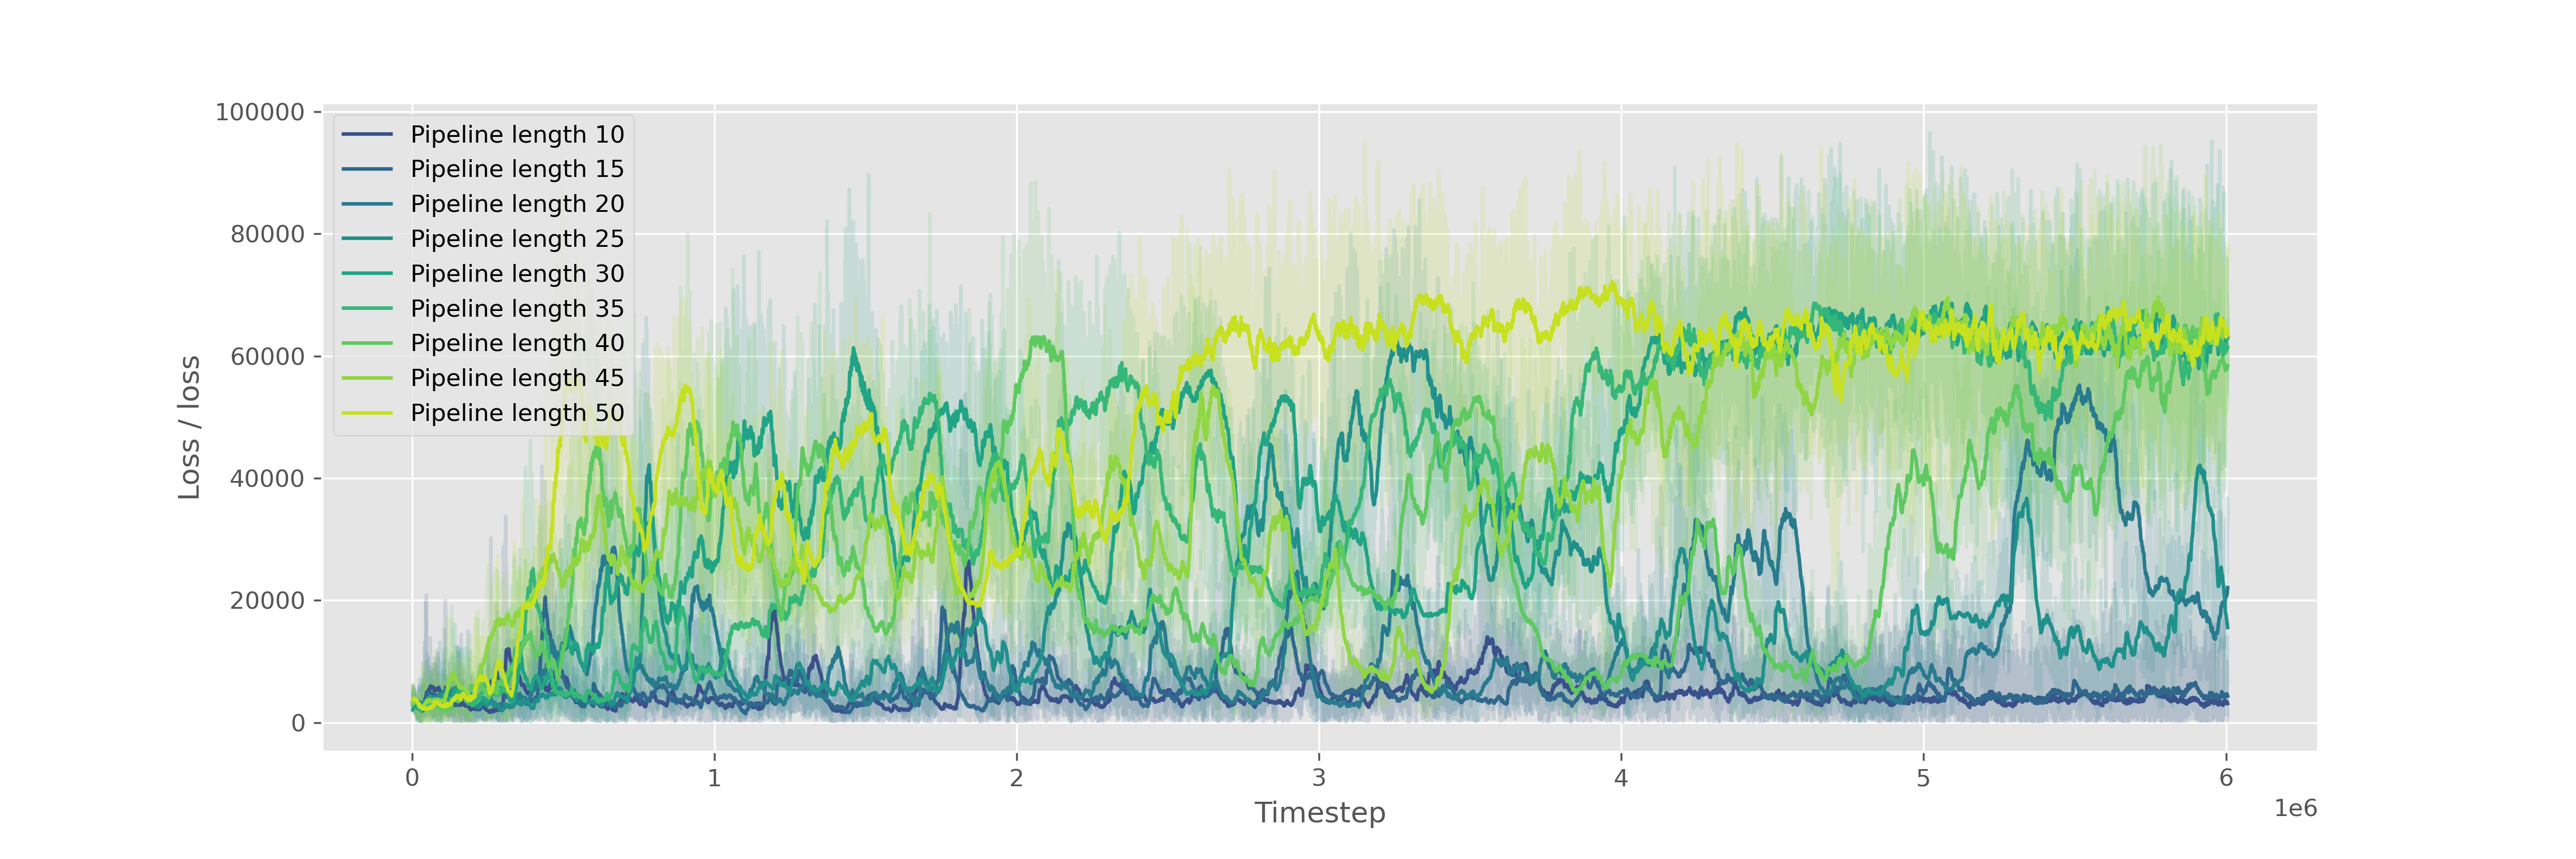 100000
80000
60000
40000
20000
0
Loss / loss
Pipeline length 10
Pipeline length 15
Pipeline length 20
Pipeline length 25
Pipeline length 30
Pipeline length 35
Pipeline length 40
Pipeline length 45
Pipeline length 50
0 1 2 3 4 5 6
Timestep
1e6